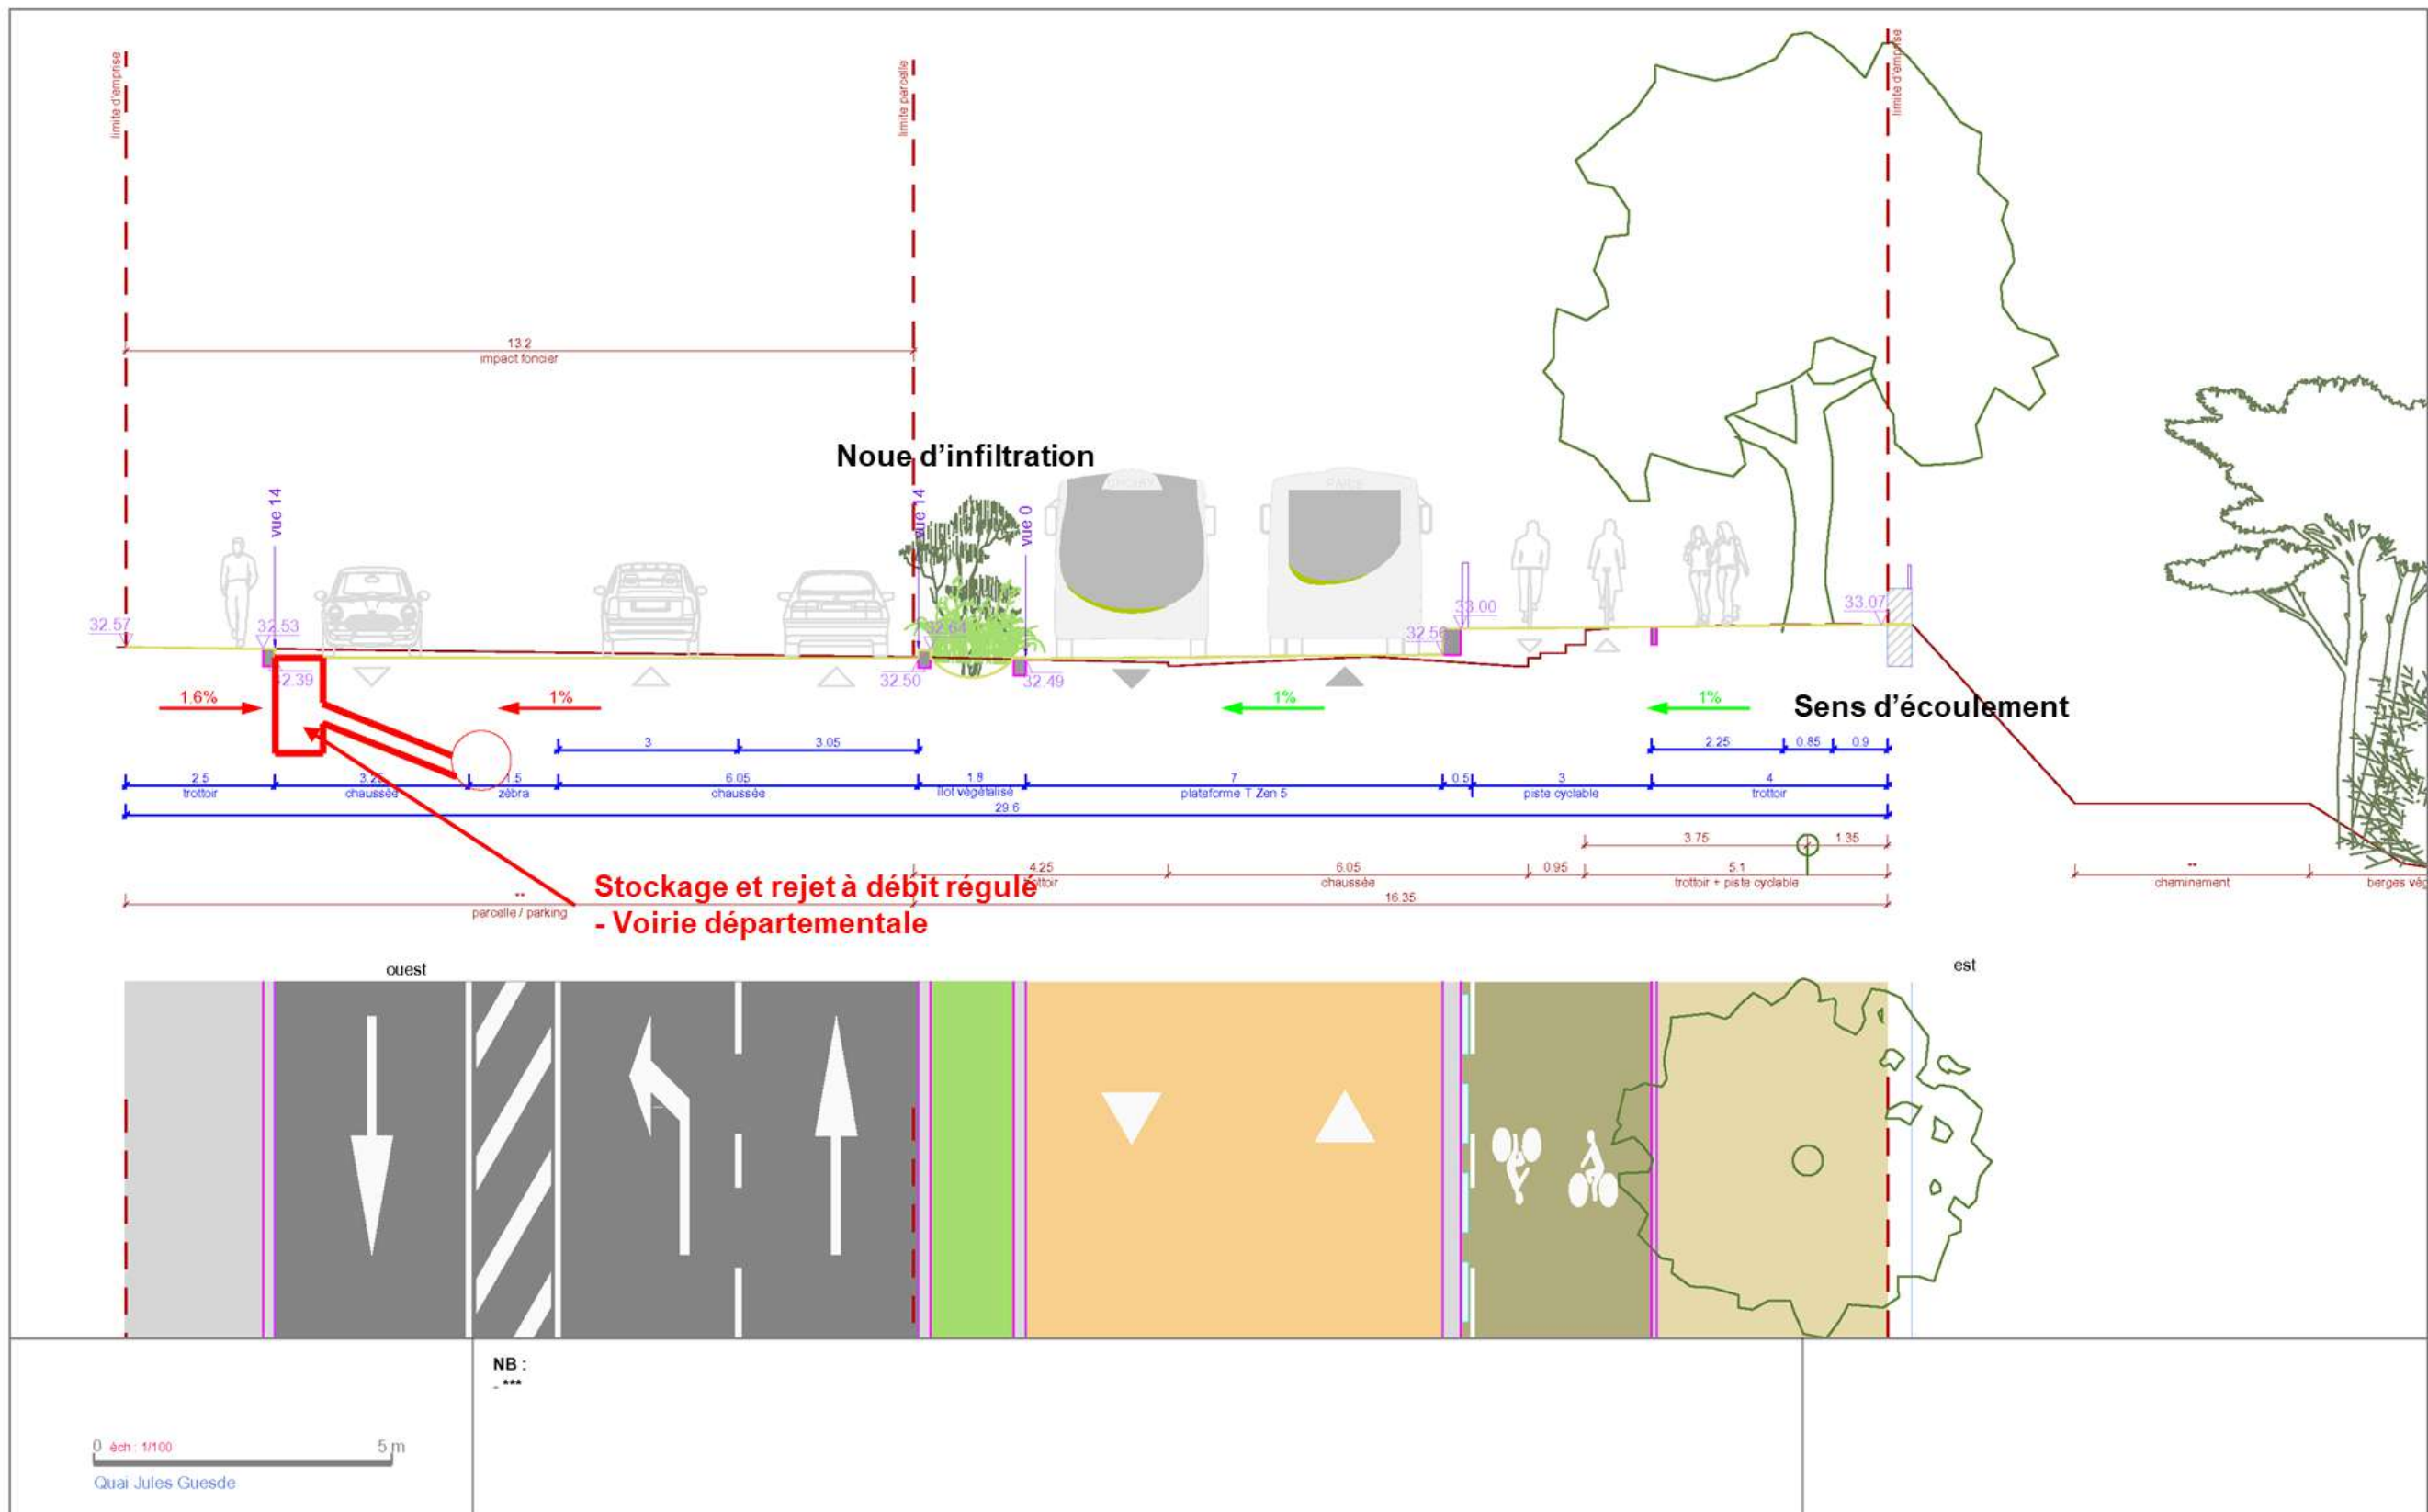 limite d'emprise
limite parcelle
limite d'emprise
13.2
impact foncier
Noue d'infiltration
vue 14
vue 14
vue 0
32.57
32.53
32.39
32.64
32.50
32.49
33.00
33.07
1.6%
1%
1%
1%
Sens d'écoulement
3
3.05
2.25
0.85
0.9
2.5
3.25
1.5
6.05
1.8
7
0.5
3
4
trottoir
chaussée
zèbra
chaussée
îlot végétalisé
plateforme T Zen 5
piste cyclable
trottoir
29.6
3.75
1.35
4.25
6.05
0.95
5.1
**
chaussée
trottoir + piste cyclable
cheminement
**
parcelle / parking
16.35
Stockage et rejet à débit régulé
- Voirie départementale
ouest
est
NB :
- ***
0 éch : 1/100 5 m
Quai Jules Guesde